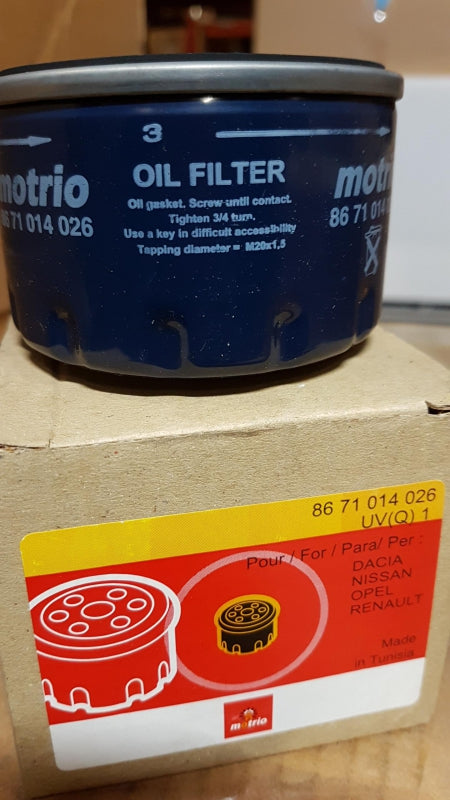 3
motrio
86 71 014 026
OIL FILTER
Oil gasket. Screw until contact.
Tighten 3/4 turn.
Use a key in difficult accessibility
Tapping diameter = M20x1,5
motri
86 71 014
86 71 014 026
UV(Q) 1
Pour / For / Para/ Per :
DACIA
NISSAN
OPEL
RENAULT
Made
in Tunisia
motrio